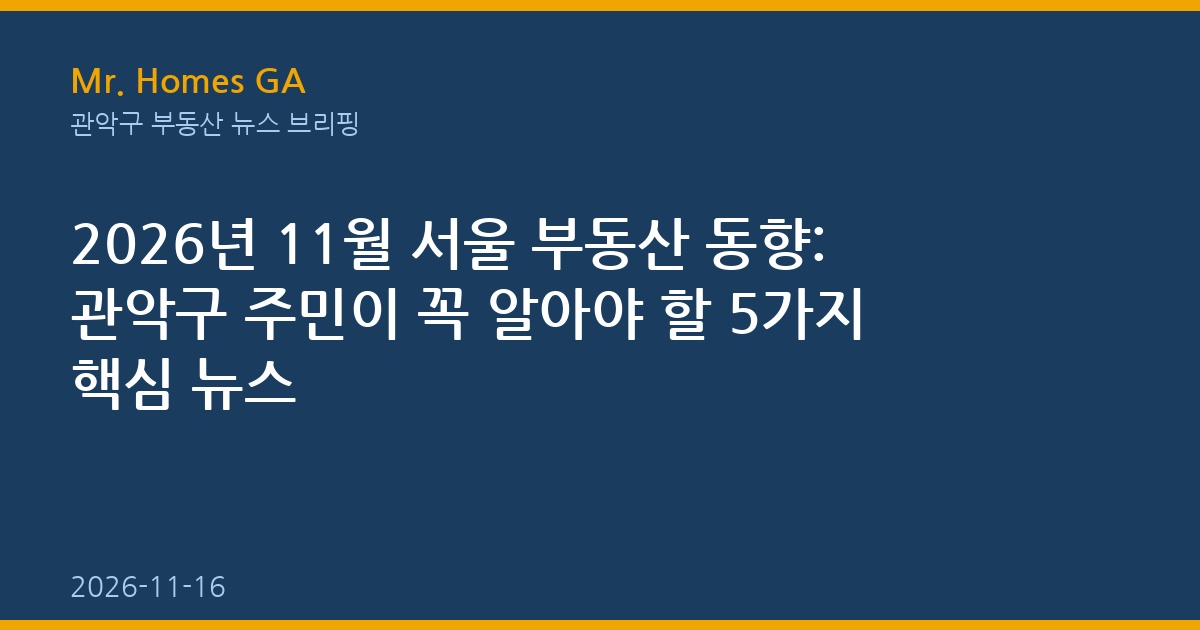 Mr. Homes GA
관악구 부동산 뉴스 브리핑
2026년 11월 서울 부동산 동향:
관악구 주민이 꼭 알아야 할 5가지
핵심 뉴스
2026-11-16